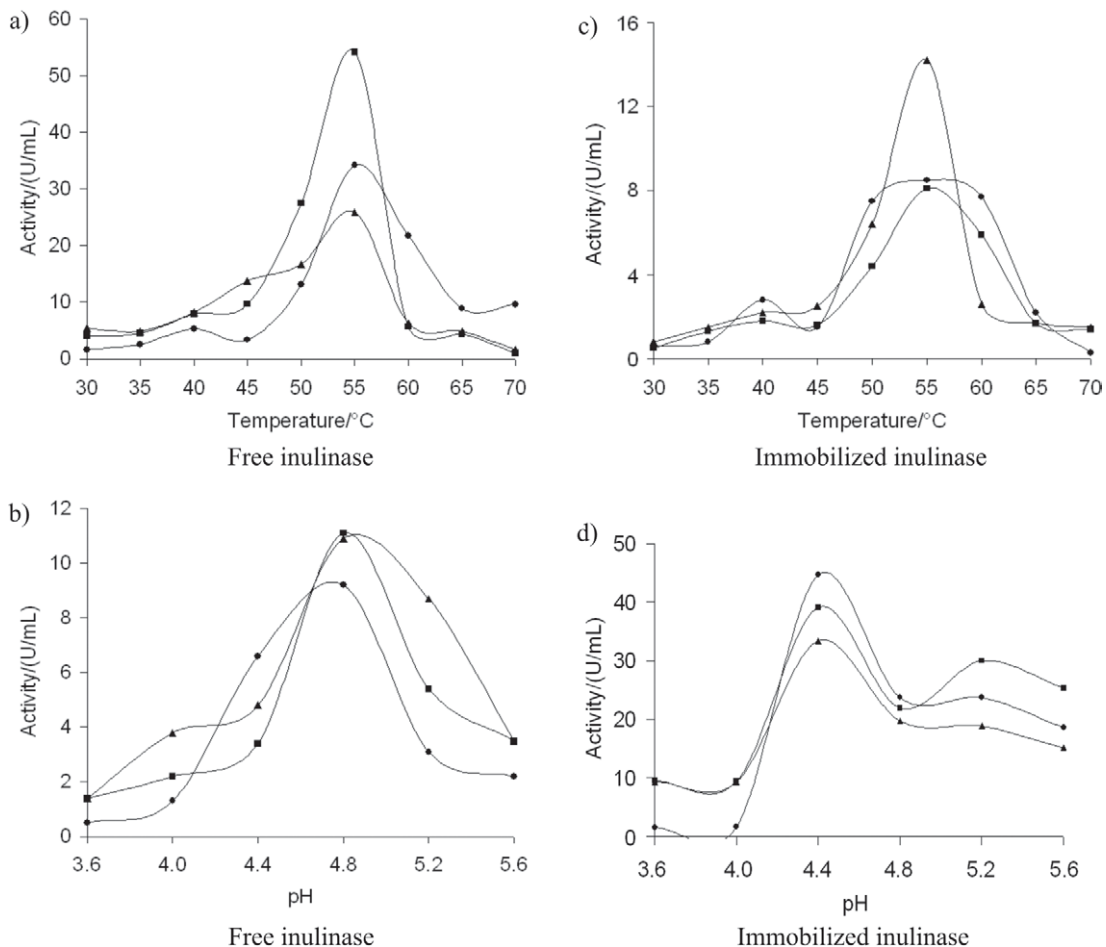 a)
60
50
40
30
20
10
0
Activity/(U/mL)
30 35 40 45 50 55 60 65 70
Temperature/°C
Free inulinase
c)
16
12
8
4
0
Activity/(U/mL)
30 35 40 45 50 55 60 65 70
Temperature/°C
Immobilized inulinase
b)
12
10
8
6
4
2
0
Activity/(U/mL)
3.6 4.0 4.4 4.8 5.2 5.6
pH
Free inulinase
d)
50
40
30
20
10
0
Activity/(U/mL)
3.6 4.0 4.4 4.8 5.2 5.6
pH
Immobilized inulinase